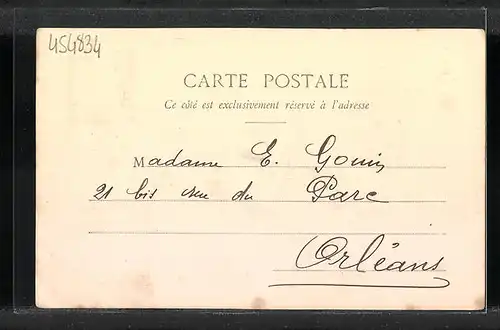 454834
CARTE POSTALE
Ce côté est exclusivement réservé à l'adresse
Madame E. Gouin
21 bis rue du Parc
Orléans